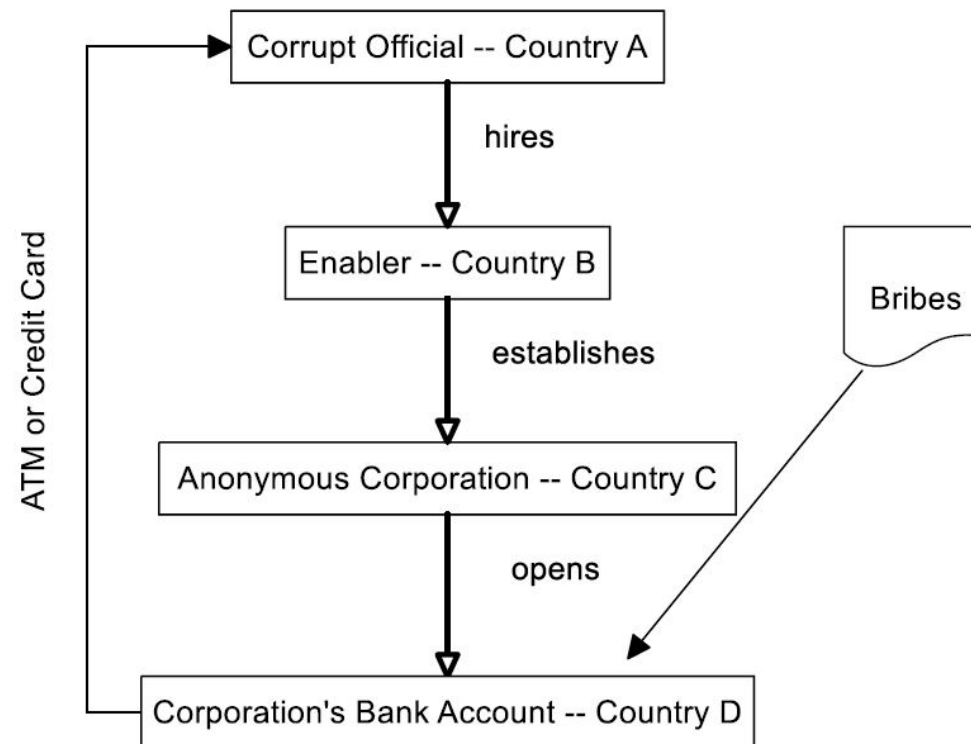 Corrupt Official -- Country A
hires
Enabler -- Country B
Bribes
establishes
ATM or Credit Card
Anonymous Corporation -- Country C
opens
Corporation's Bank Account -- Country D